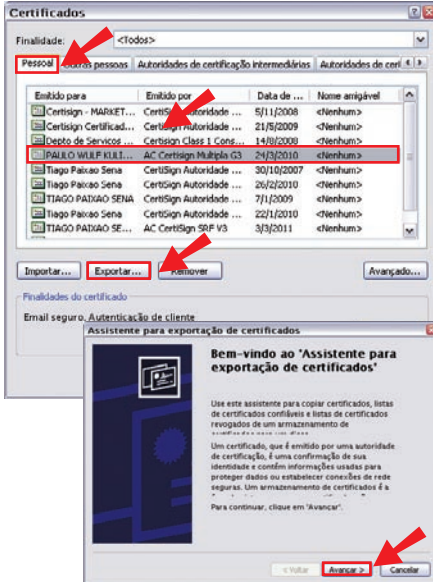 Certificados
Finalidade: <Todos>
Pessoal Outras pessoas Autoridades de certificação intermediárias Autoridades de cert
Emitido para Emitido por Data de ... Nome amigável
Certisign - MARKET... CertiSign Autoridade ... 5/11/2008 <Nenhum>
Certisign Certificad... CertiSign Autoridade ... 21/5/2009 <Nenhum>
Depto de Servicos ... Certisign Class 1 Cons... 14/8/2008 <Nenhum>
PAULO WULF KULI... AC Certisign Multipla G3 24/3/2010 <Nenhum>
Tiago Paixao Sena CertiSign Autoridade ... 30/10/2007 <Nenhum>
Tiago Paixao Sena CertiSign Autoridade ... 26/2/2010 <Nenhum>
TIAGO PAIXAO SENA CertiSign Autoridade ... 7/1/2009 <Nenhum>
Tiago Paixao Sena CertiSign Autoridade ... 22/1/2010 <Nenhum>
TIAGO PAIXAO SE... AC CertiSign SRF V3 3/3/2011 <Nenhum>
Importar... Exportar... Remover Avançado...
Finalidades do certificado
Email seguro, Autenticação de cliente
Assistente para exportação de certificados
Bem-vindo ao 'Assistente para
exportação de certificados'
Use este assistente para copiar certificados, listas
de certificados confiáveis e listas de certificados
revogados de um armazenamento de
Um certificado, que é emitido por uma autoridade
de certificação, é uma confirmação de sua
identidade e contém informações usadas para
proteger dados ou estabelecer conexões de rede
seguras. Um armazenamento de certificados é a
Para continuar, clique em 'Avançar'.
< Voltar Avançar > Cancelar